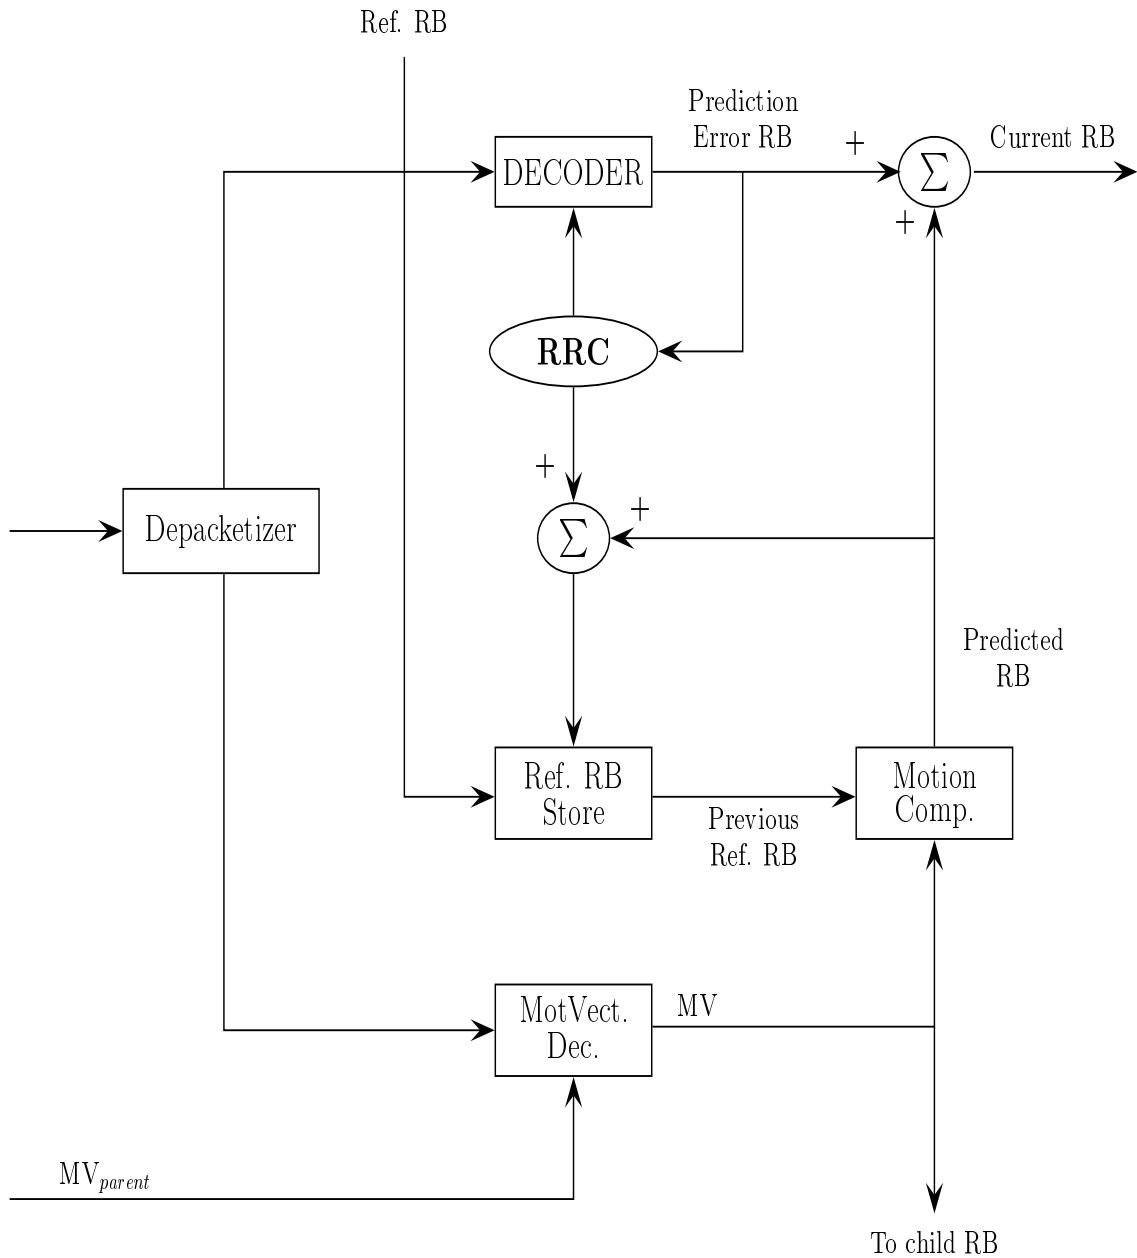 Ref. RB
Prediction
Error RB
+
Current RB
DECODER
∑
+
RRC
+
+
Depacketizer
∑
Predicted
RB
Ref. RB
Store
Motion
Comp.
Previous
Ref. RB
MotVect.
Dec.
MV
MVparent
To child RB